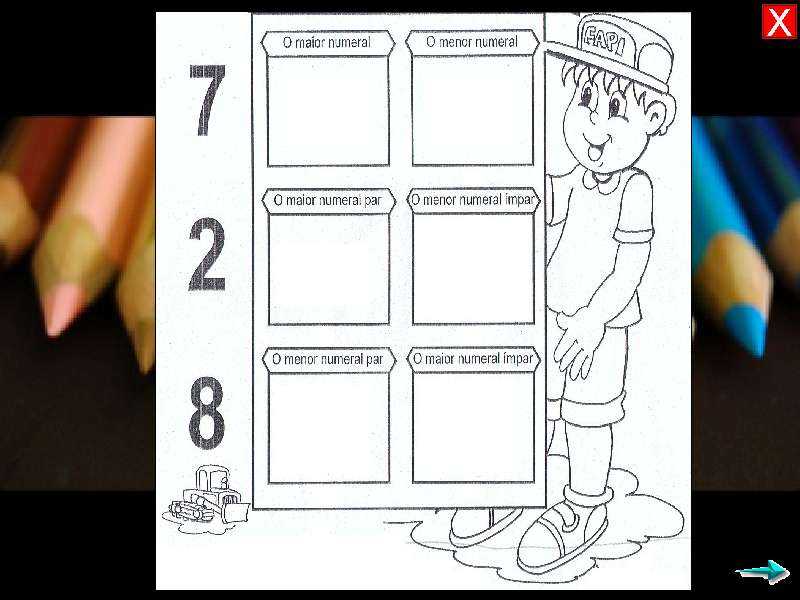 X
FAPI
7
O maior numeral
O menor numeral
2
O maior numeral par
O menor numeral ímpar
8
O menor numeral par
O maior numeral ímpar